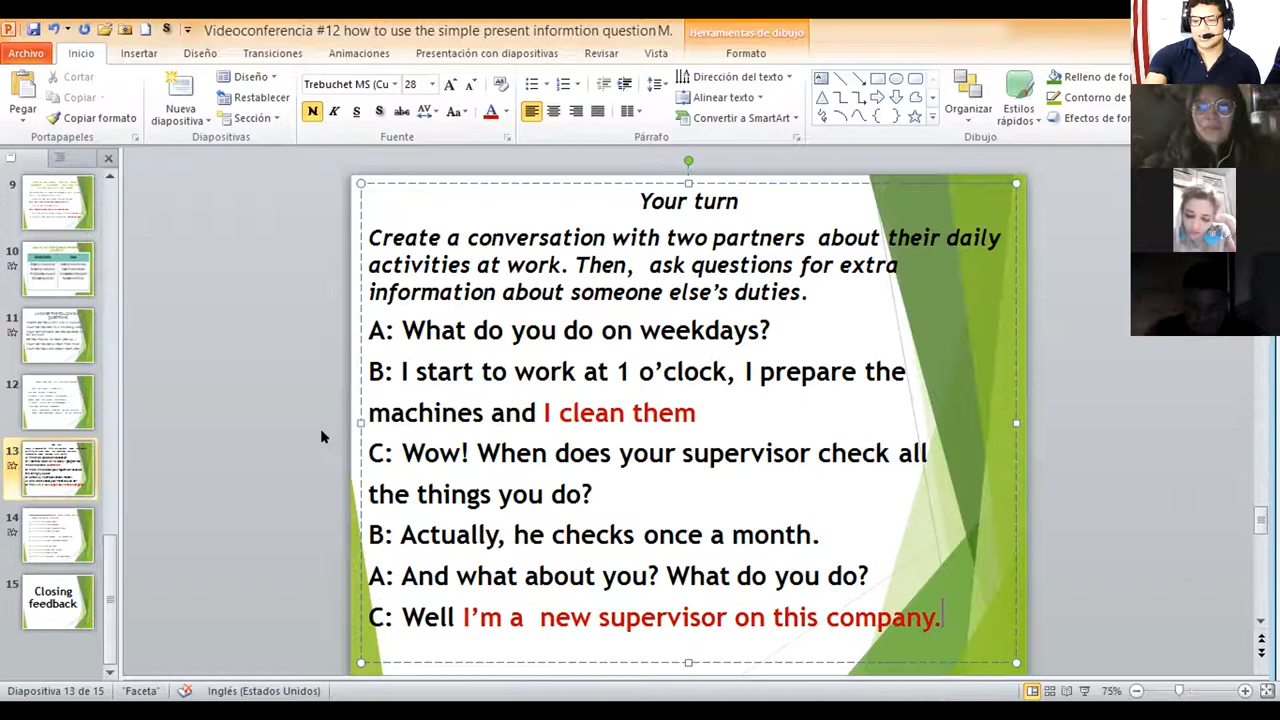 Videoconferencia #12 how to use the simple present informtion question M.
Herramientas de dibujo
Archivo Inicio Insertar Diseño Transiciones Animaciones Presentación con diapositivas Revisar Vista Formato
Pegar
Cortar
Copiar
Copiar formato
Portapapeles
Nueva
diapositiva
Diseño
Restablecer
Sección
Diapositivas
Trebuchet MS (Cu 28
N K S S abc AV Aa A
Fuente
Párrafo
Dirección del texto
Alinear texto
Convertir a SmartArt
Organizar
Estilos
rápidos
Relleno de fo
Contorno de
Efectos de for
Dibujo
9
10
11
12
13
14
15
Closing
feedback
Your turn
Create a conversation with two partners about their daily
activities at work. Then, ask questions for extra
information about someone else's duties.
A: What do you do on weekdays?
B: I start to work at 1 o'clock, I prepare the
machines and I clean them
C: Wow! When does your supervisor check all
the things you do?
B: Actually, he checks once a month.
A: And what about you? What do you do?
C: Well I'm a new supervisor on this company.
Diapositiva 13 de 15 "Faceta" Inglés (Estados Unidos) 75%